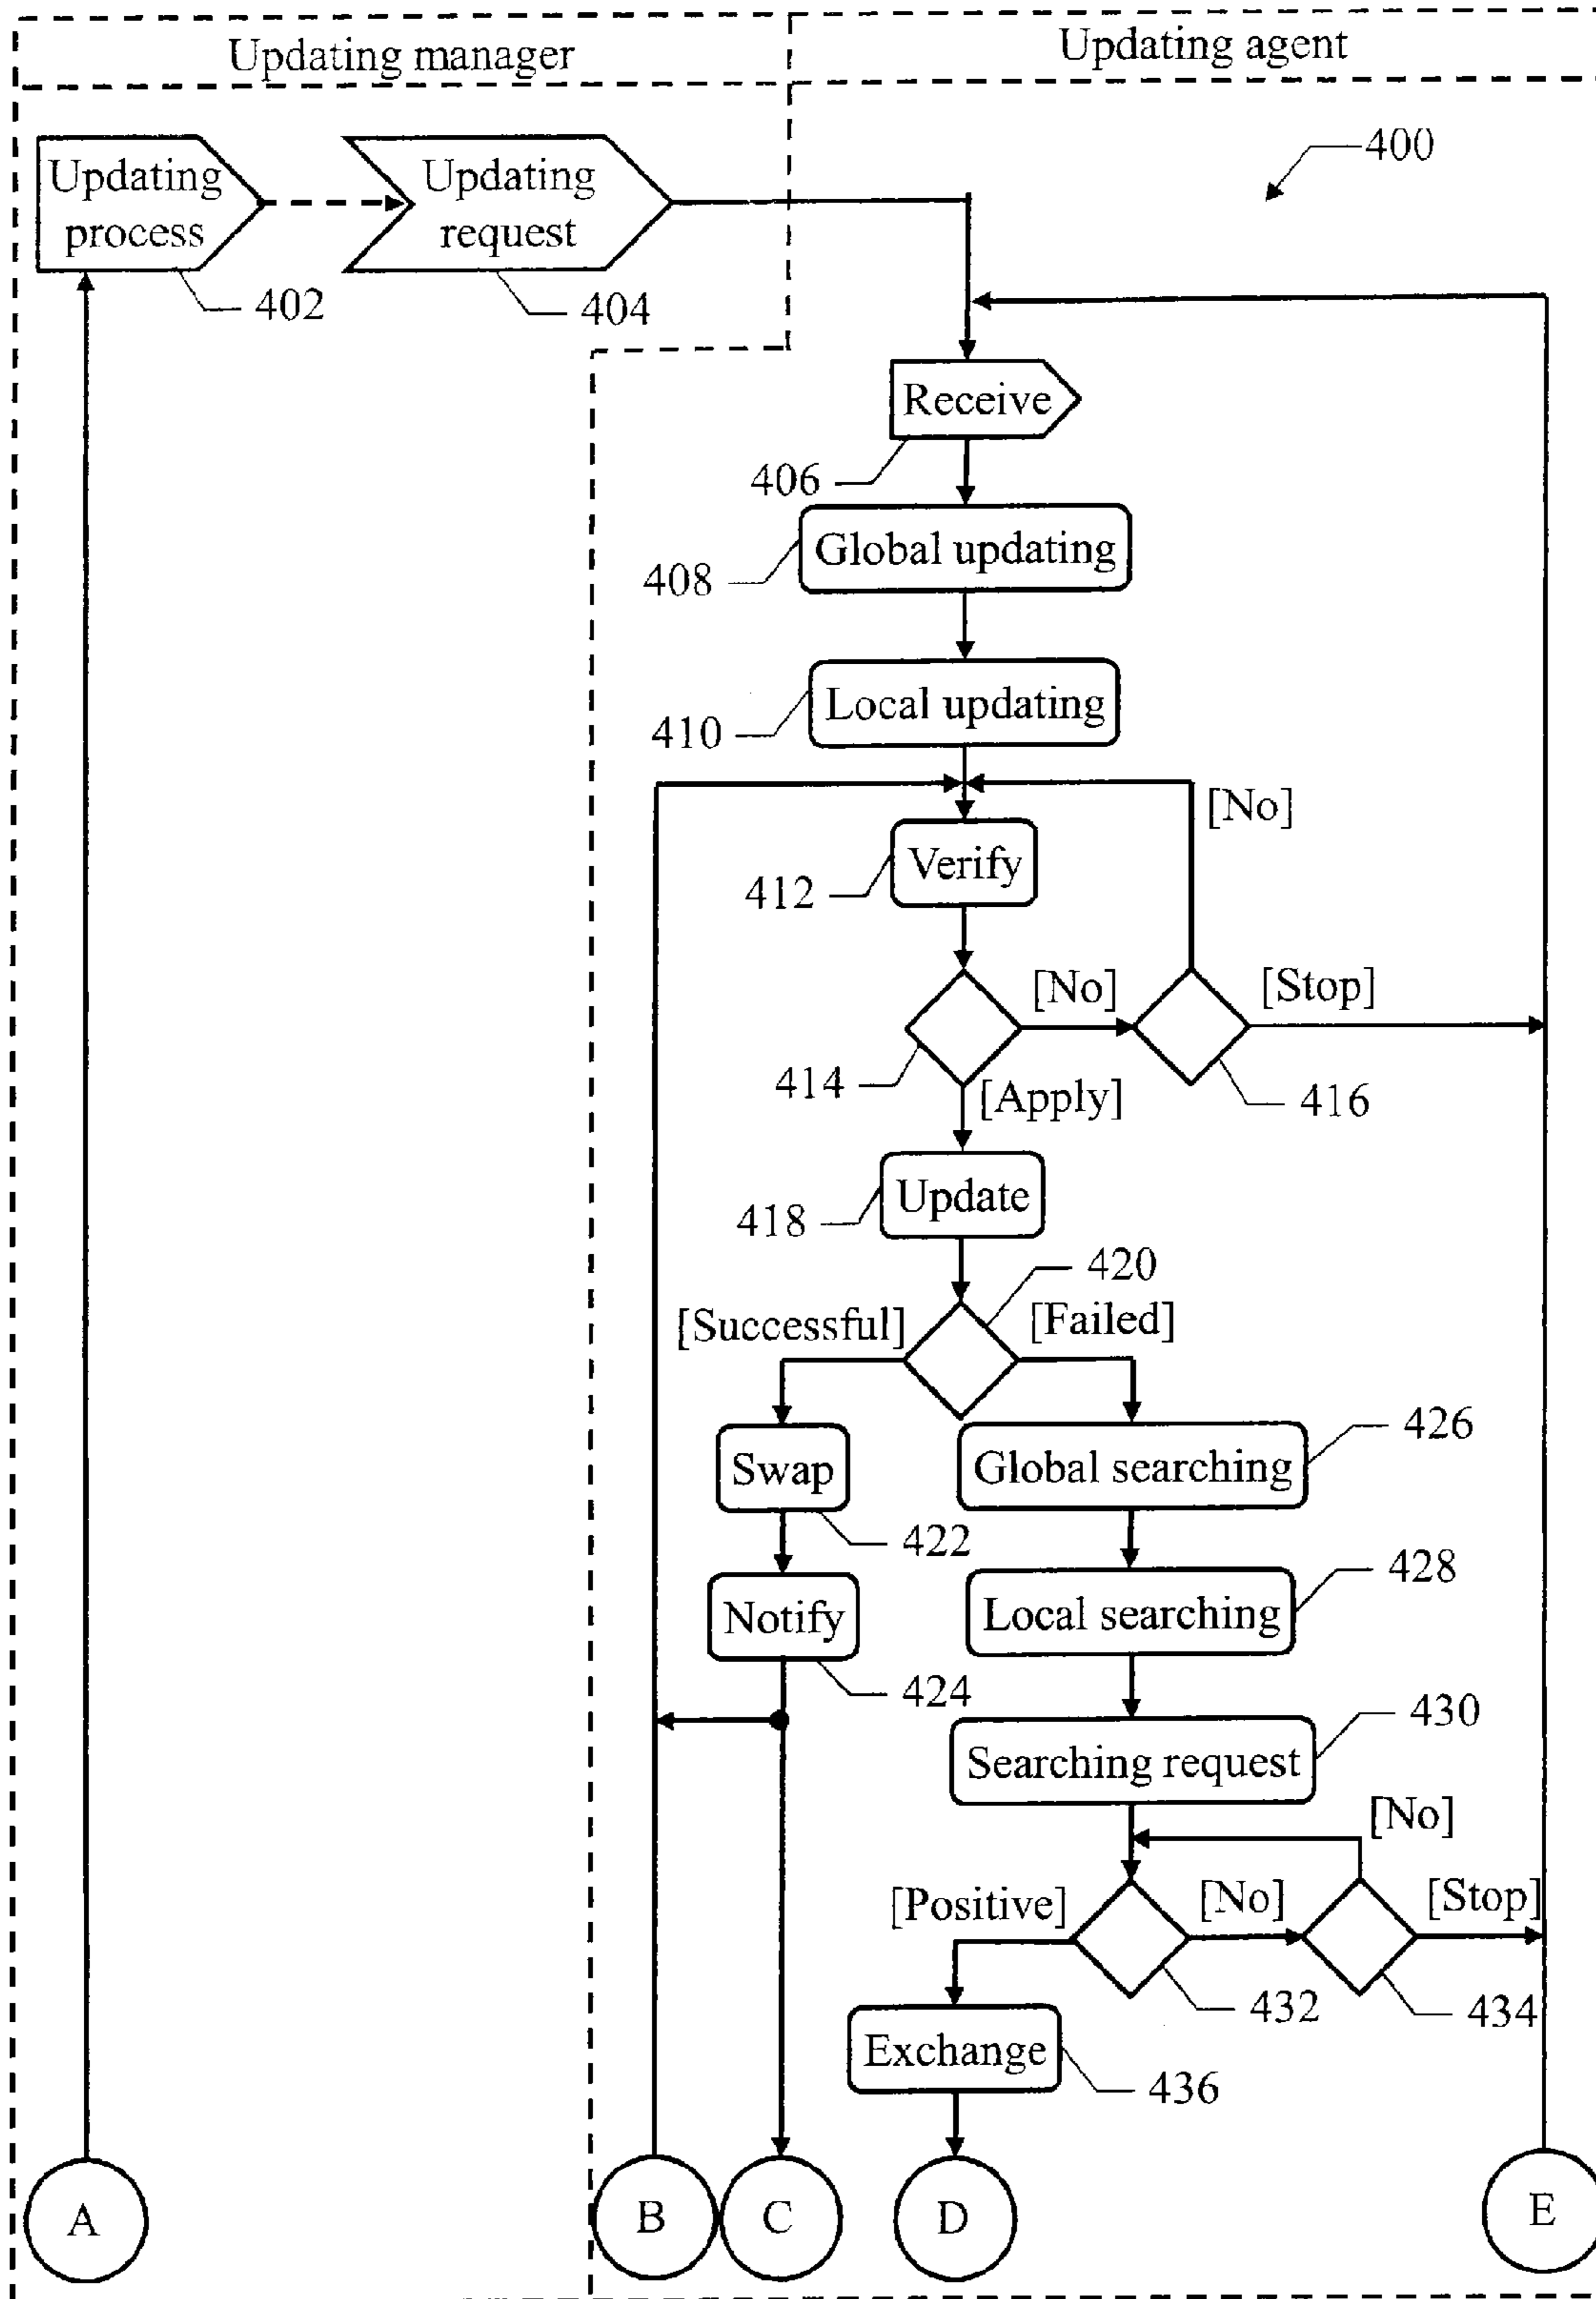 Updating manager
Updating agent
400
Updating
process
Updating
request
402
404
Receive
406
Global updating
408
Local updating
410
[No]
Verify
412
[No]
[Stop]
414
[Apply]
416
Update
418
420
[Successful]
[Failed]
426
Swap
Global searching
422
428
Notify
Local searching
424
430
Searching request
[No]
[Positive]
[No]
[Stop]
432
434
Exchange
436
A
B
C
D
E